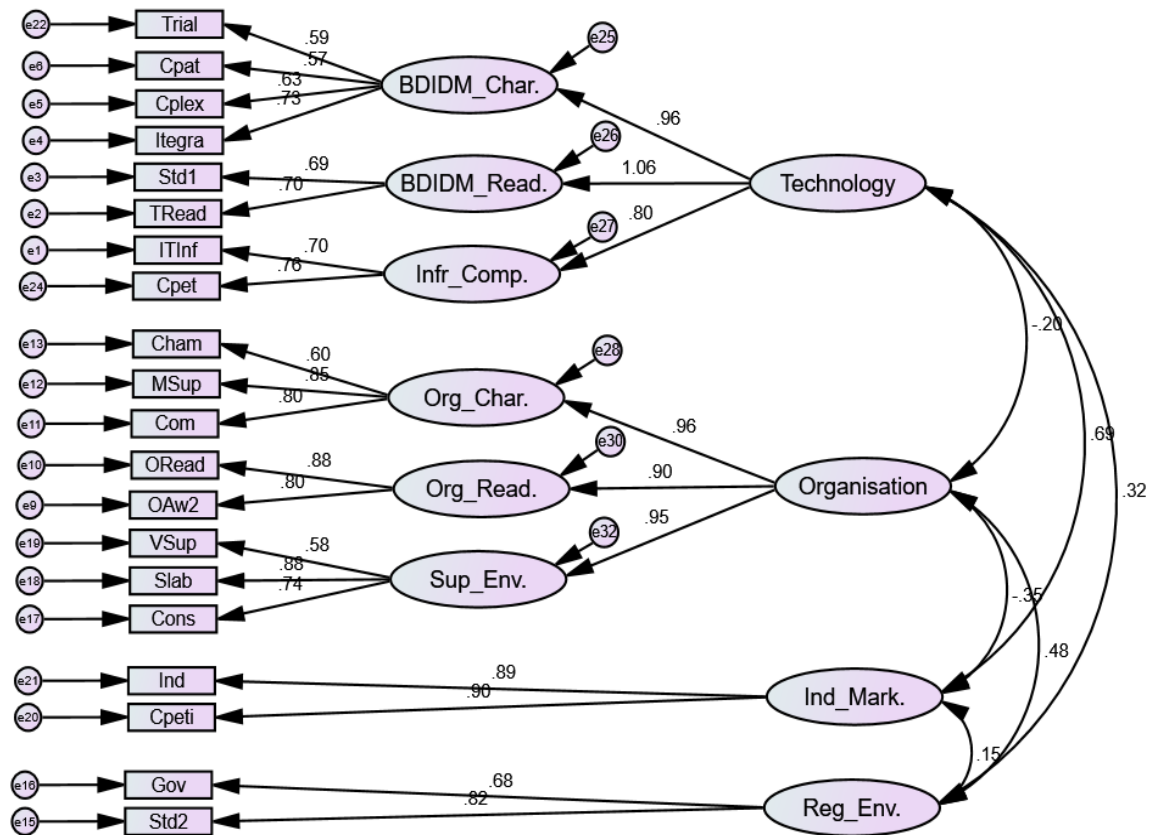 e22 Trial .59 e25
e6 Cpat .57 BDIDM_Char.
e5 Cplex .63
e4 Itegra .73 .96
e3 Std1 .69 e26
e2 TRead .70 BDIDM_Read. 1.06 Technology
e1 ITInf .70 e27 .80
e24 Cpet .76 Infr_Comp.
-.20
e13 Cham .60 e28
e12 MSup .85 Org_Char.
e11 Com .80 .96 .69
e10 ORead .88 e30
e9 OAw2 .80 Org_Read. .90 Organisation .32
e19 VSup .58 e32 .95
e18 Slab .88 Sup_Env.
e17 Cons .74 -.35
.48
e21 Ind .89
e20 Cpeti .90 Ind_Mark.
.15
e16 Gov .68
e15 Std2 .82 Reg_Env.